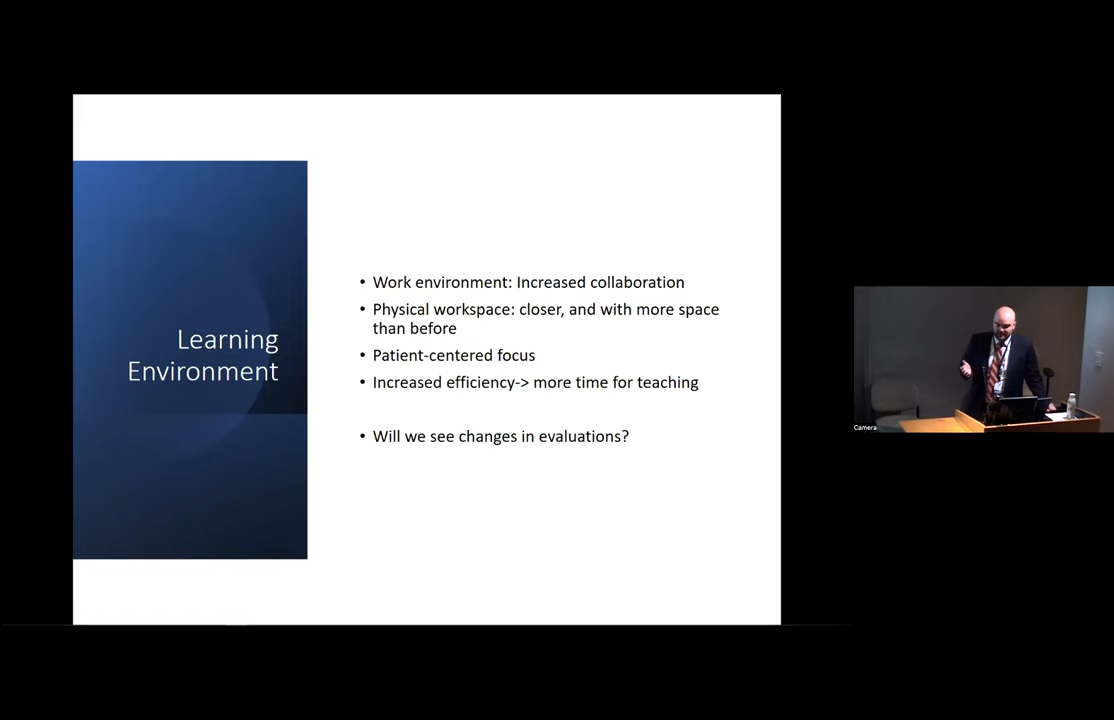 Learning
Environment
• Work environment: Increased collaboration
• Physical workspace: closer, and with more space
than before
• Patient-centered focus
• Increased efficiency-> more time for teaching
• Will we see changes in evaluations?
Camera